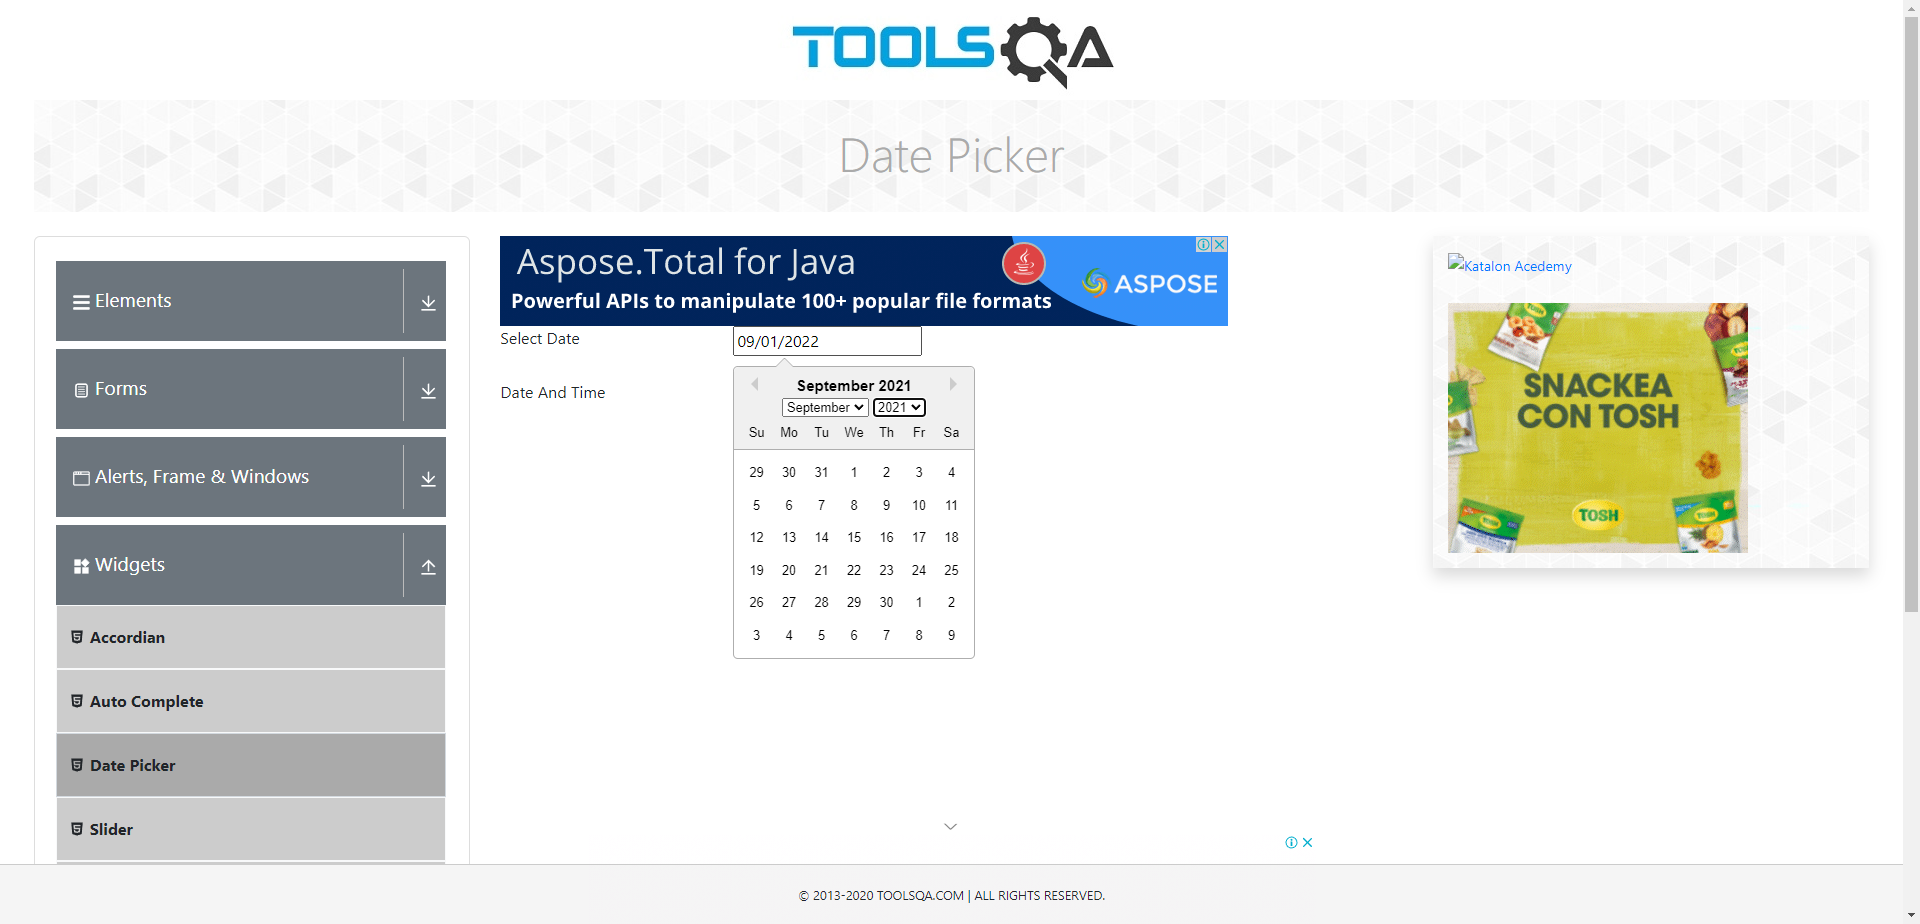 TOOLSQA
Date Picker
Elements
Forms
Alerts, Frame & Windows
Widgets
Accordian
Auto Complete
Date Picker
Slider
Aspose.Total for Java
Powerful APIs to manipulate 100+ popular file formats
ASPOSE
Select Date
09/01/2022
Date And Time
September 2021
September 2021
Su Mo Tu We Th Fr Sa
29 30 31 1 2 3 4
5 6 7 8 9 10 11
12 13 14 15 16 17 18
19 20 21 22 23 24 25
26 27 28 29 30 1 2
3 4 5 6 7 8 9
Katalon Acedemy
SNACKEA
CON TOSH
TOSH
© 2013-2020 TOOLSQA.COM | ALL RIGHTS RESERVED.